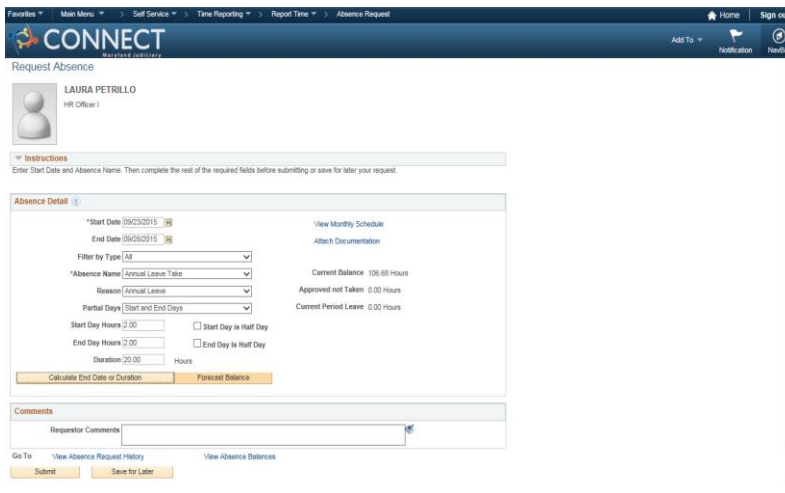 Favorites Main Menu > Self Service > Time Reporting > Report Time > Absence Request Home Sign ou
CONNECT Add To Notification NavB
Maryland Judiciary
Request Absence
LAURA PETRILLO
HR Officer I
Instructions
Enter Start Date and Absence Name. Then complete the rest of the required fields before submitting or save for later your request.
Absence Detail ?
*Start Date 09/23/2015 View Monthly Schedule
End Date 09/28/2015 Attach Documentation
Filter by Type All
*Absence Name Annual Leave Take Current Balance 106.68 Hours
Reason Annual Leave Approved not Taken 0.00 Hours
Partial Days Start and End Days Current Period Leave 0.00 Hours
Start Day Hours 2.00 Start Day is Half Day
End Day Hours 2.00 End Day Is Half Day
Duration 20.00 Hours
Calculate End Date or Duration Forecast Balance
Comments
Requestor Comments
Go To View Absence Request History View Absence Balances
Submit Save for Later